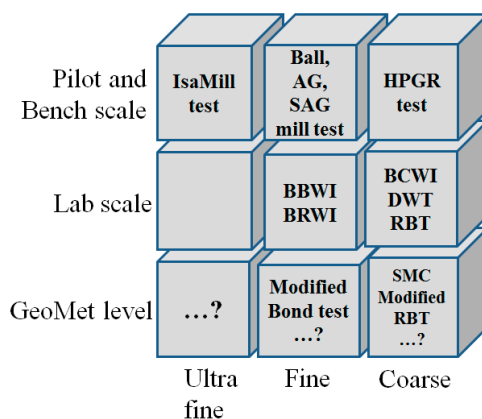 Pilot and
Bench scale
IsaMill
test
Ball,
AG,
SAG
mill test
HPGR
test
Lab scale
BBWI
BRWI
BCWI
DWT
RBT
GeoMet level
...?
Modified
Bond test
...?
SMC
Modified
RBT
...?
Ultra
fine
Fine
Coarse